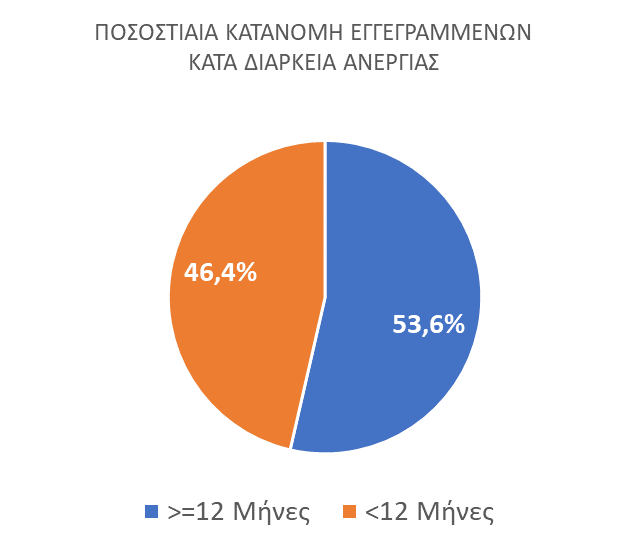 ΠΟΣΟΣΤΙΑΙΑ ΚΑΤΑΝΟΜΗ ΕΓΓΕΓΡΑΜΜΕΝΩΝ
ΚΑΤΑ ΔΙΑΡΚΕΙΑ ΑΝΕΡΓΙΑΣ
46,4%
53,6%
>=12 Μήνες
<12 Μήνες